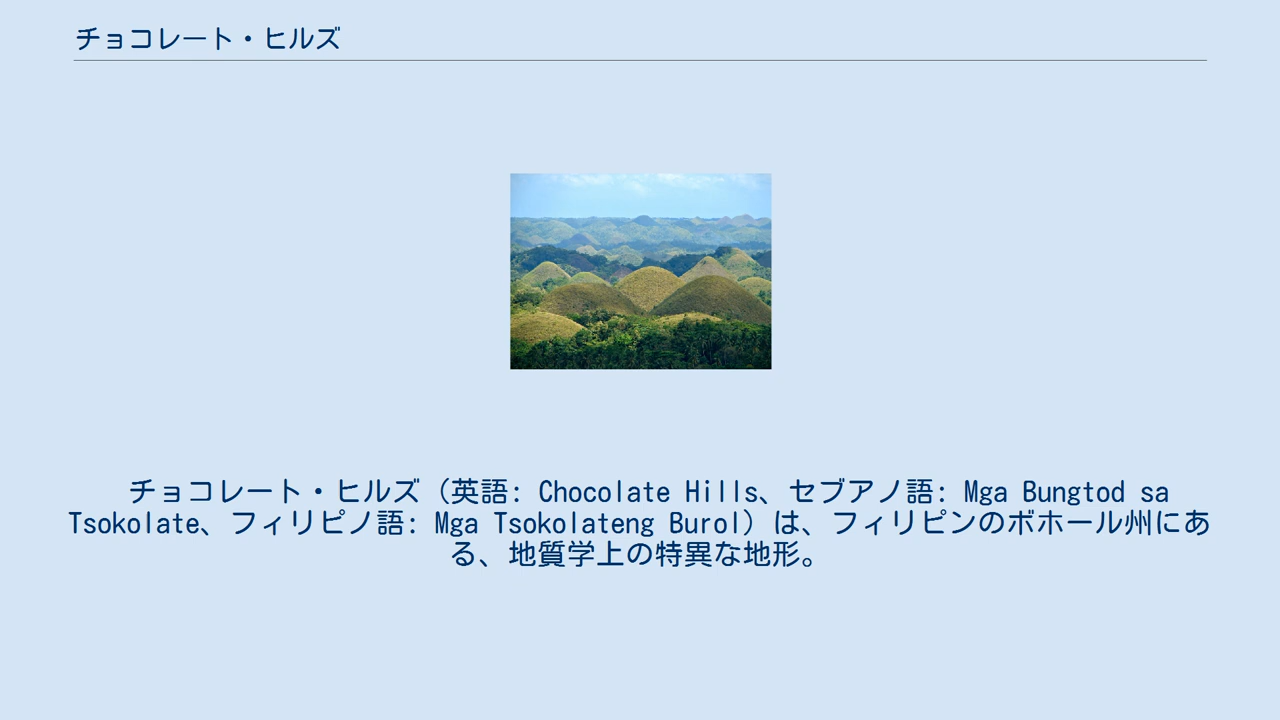 チョコレート・ヒルズ
チョコレート・ヒルズ（英語: Chocolate Hills、セブアノ語: Mga Bungtod sa
Tsokolate、フィリピノ語: Mga Tsokolateng Burol）は、フィリピンのボホール州にあ
る、地質学上の特異な地形。